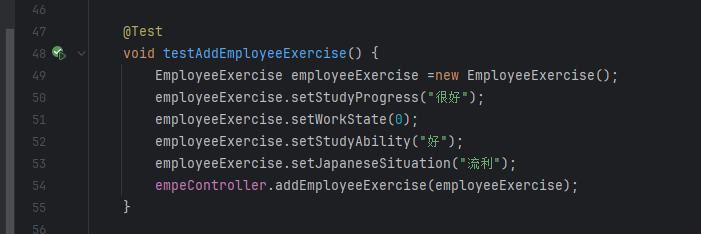 46
47 @Test
48 void testAddEmployeeExercise() {
49 EmployeeExercise employeeExercise =new EmployeeExercise();
50 employeeExercise.setStudyProgress("很好");
51 employeeExercise.setWorkState(0);
52 employeeExercise.setStudyAbility("好");
53 employeeExercise.setJapaneseSituation("流利");
54 empeController.addEmployeeExercise(employeeExercise);
55 }
56